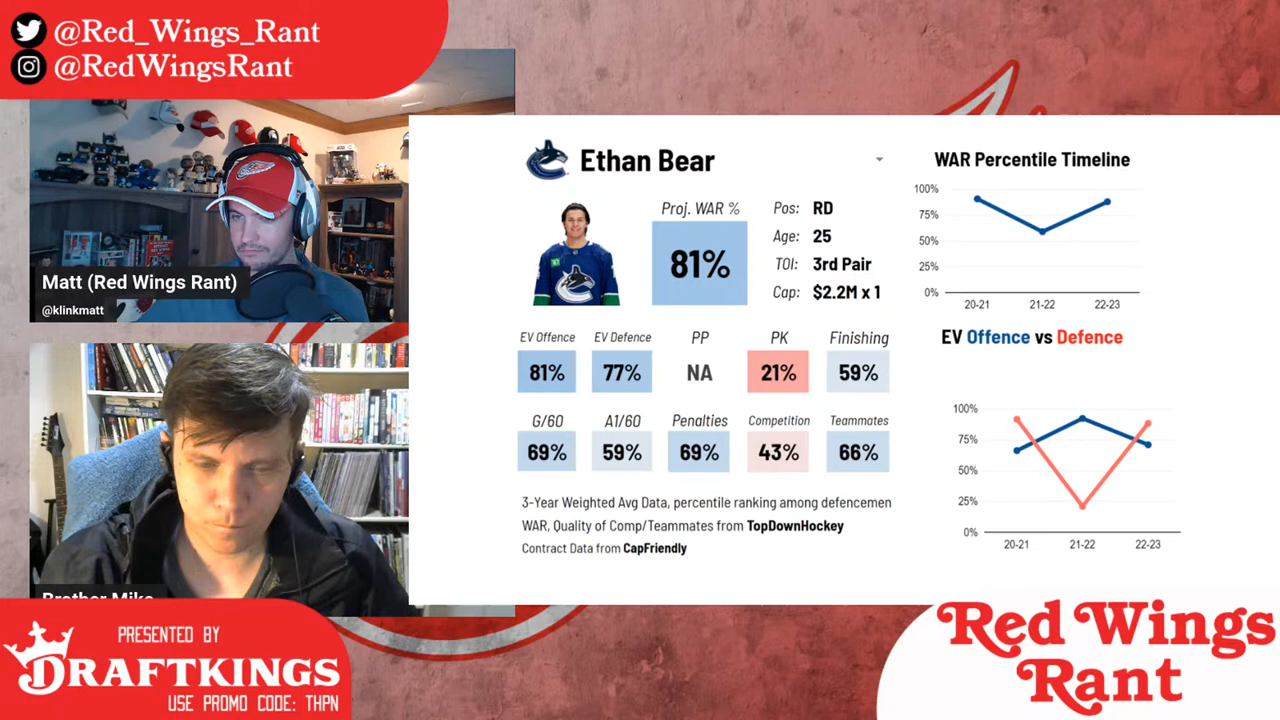 @Red_Wings_Rant
@RedWingsRant
Matt (Red Wings Rant)
@klinkmatt
Brother Mike
PRESENTED BY
DRAFTKINGS
USE PROMO CODE: THPN
Ethan Bear
Proj. WAR %
81%
Pos: RD
Age: 25
TOI: 3rd Pair
Cap: $2.2M x 1
EV Offence EV Defence PP PK Finishing
81% 77% NA 21% 59%
G/60 A1/60 Penalties Competition Teammates
69% 59% 69% 43% 66%
3-Year Weighted Avg Data, percentile ranking among defencemen
WAR, Quality of Comp/Teammates from TopDownHockey
Contract Data from CapFriendly
WAR Percentile Timeline
100%
75%
50%
25%
0%
20-21 21-22 22-23
EV Offence vs Defence
100%
75%
50%
25%
0%
20-21 21-22 22-23
Red Wings
Rant